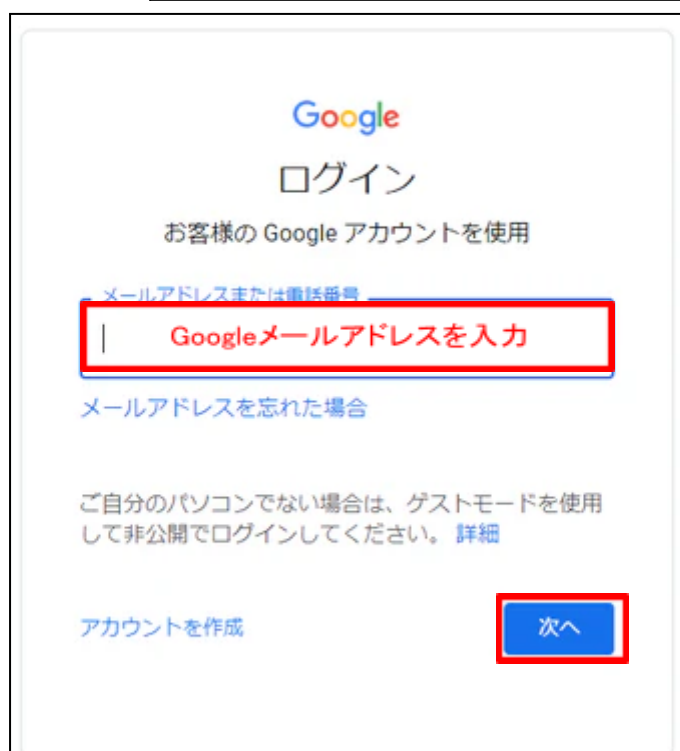 Google
ログイン
お客様の Google アカウントを使用
メールアドレスまたは電話番号
Googleメールアドレスを入力
メールアドレスを忘れた場合
ご自分のパソコンでない場合は、ゲストモードを使用
して非公開でログインしてください。 詳細
アカウントを作成
次へ